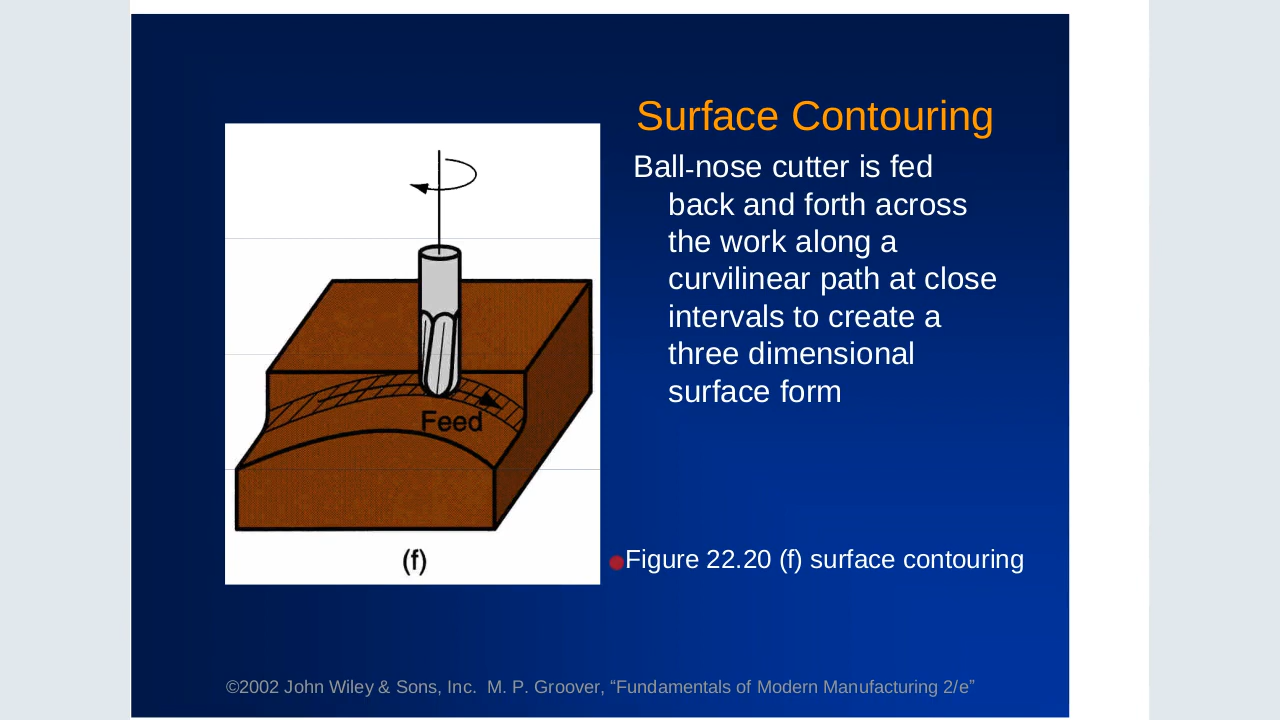 Surface Contouring
Ball-nose cutter is fed
back and forth across
the work along a
curvilinear path at close
intervals to create a
three dimensional
surface form
Feed
(f)
Figure 22.20 (f) surface contouring
©2002 John Wiley & Sons, Inc.  M. P. Groover, “Fundamentals of Modern Manufacturing 2/e”